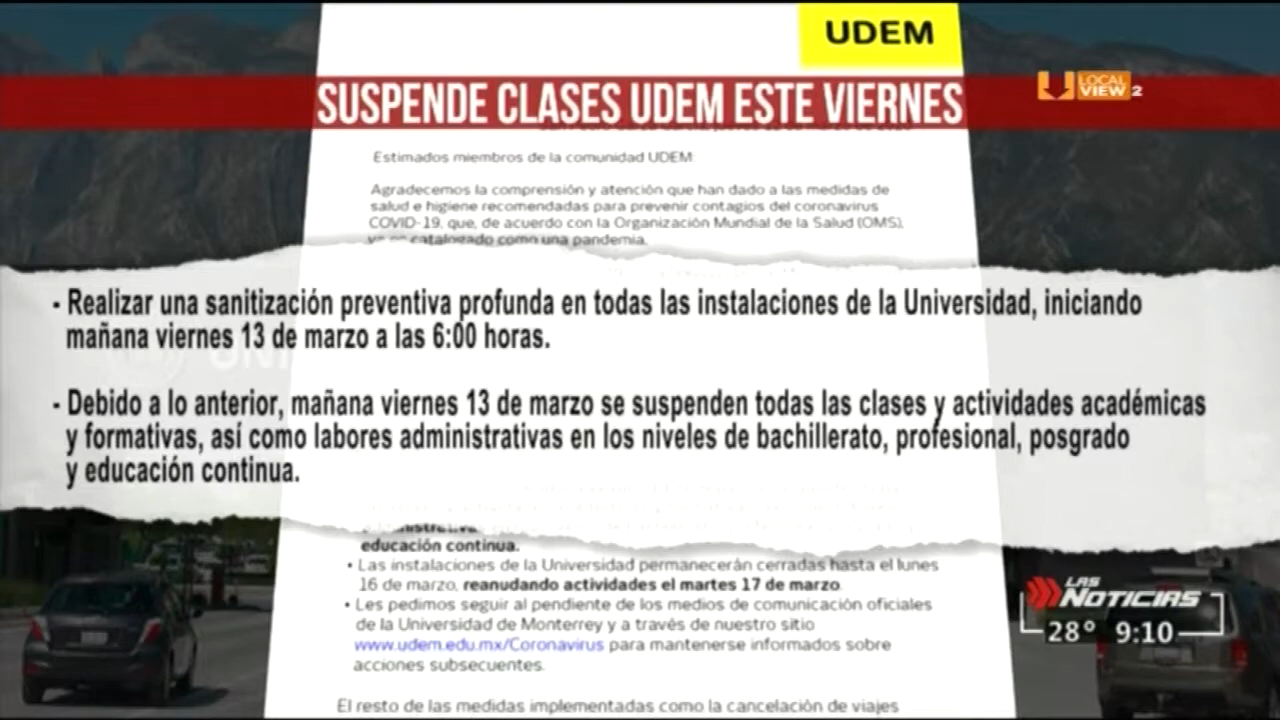 UDEM
SUSPENDE CLASES UDEM ESTE VIERNES
LOCAL
VIEW 2
Estimados miembros de la comunidad UDEM:
Agradecemos la comprensión y atención que han dado a las medidas de
salud e higiene recomendadas para prevenir contagios del coronavirus
COVID-19, que, de acuerdo con la Organización Mundial de la Salud (OMS),
ya es catalogado como una pandemia.
- Realizar una sanitización preventiva profunda en todas las instalaciones de la Universidad, iniciando
mañana viernes 13 de marzo a las 6:00 horas.
- Debido a lo anterior, mañana viernes 13 de marzo se suspenden todas las clases y actividades académicas
y formativas, así como labores administrativas en los niveles de bachillerato, profesional, posgrado
y educación continua.
educación continua.
• Las instalaciones de la Universidad permanecerán cerradas hasta el lunes
16 de marzo, reanudando actividades el martes 17 de marzo.
• Les pedimos seguir al pendiente de los medios de comunicación oficiales
de la Universidad de Monterrey y a través de nuestro sitio
www.udem.edu.mx/Coronavirus para mantenerse informados sobre
acciones subsecuentes.
El resto de las medidas implementadas como la cancelación de viajes
LAS
NOTICIAS
28° 9:10